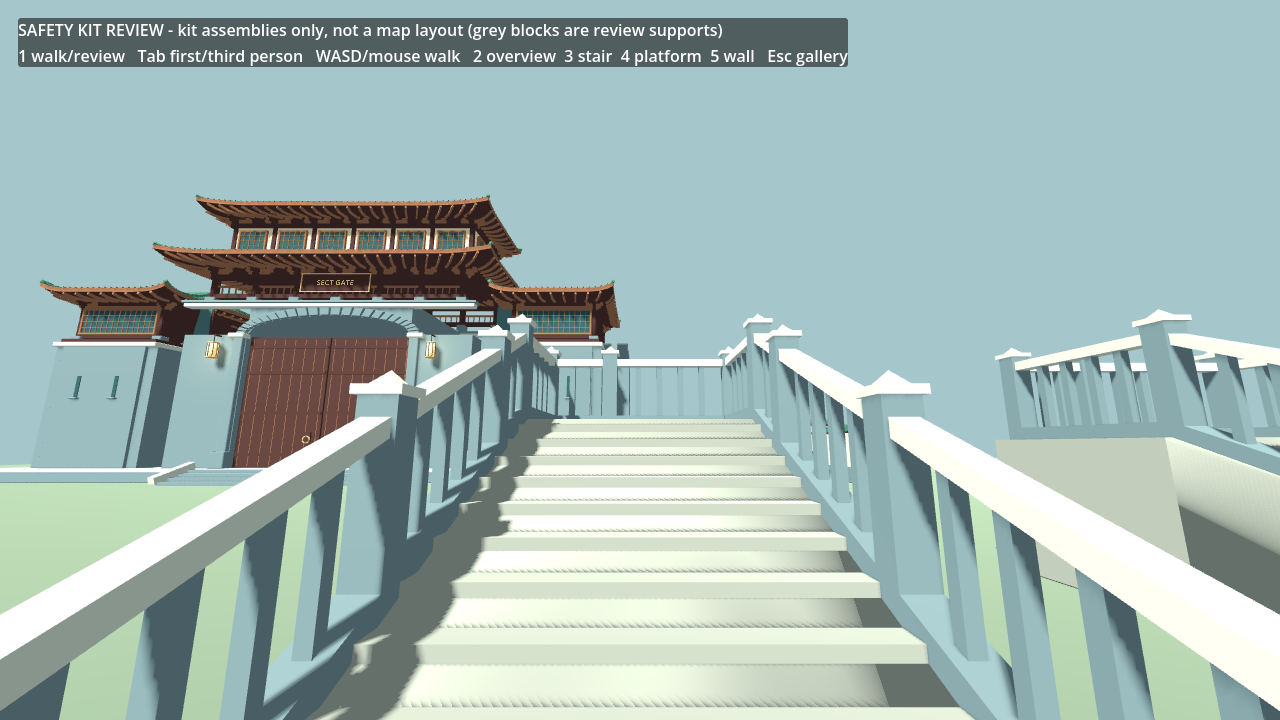 SAFETY KIT REVIEW - kit assemblies only, not a map layout (grey blocks are review supports)
1 walk/review   Tab first/third person   WASD/mouse walk   2 overview  3 stair  4 platform  5 wall   Esc gallery
SECT GATE